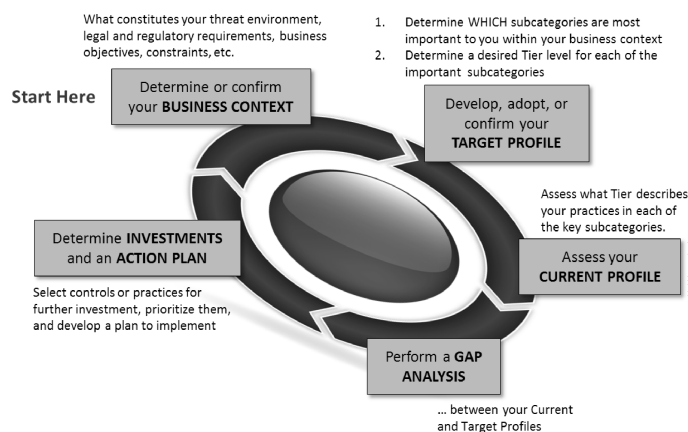 What constitutes your threat environment,
legal and regulatory requirements, business
objectives, constraints, etc.
1. Determine WHICH subcategories are most
important to you within your business context
2. Determine a desired Tier level for each of the
important subcategories
Start Here
Determine or confirm
your BUSINESS CONTEXT
Develop, adopt, or
confirm your
TARGET PROFILE
Assess what Tier describes
your practices in each of
the key subcategories.
Assess your
CURRENT PROFILE
Determine INVESTMENTS
and an ACTION PLAN
Select controls or practices for
further investment, prioritize them,
and develop a plan to implement
Perform a GAP
ANALYSIS
... between your Current
and Target Profiles